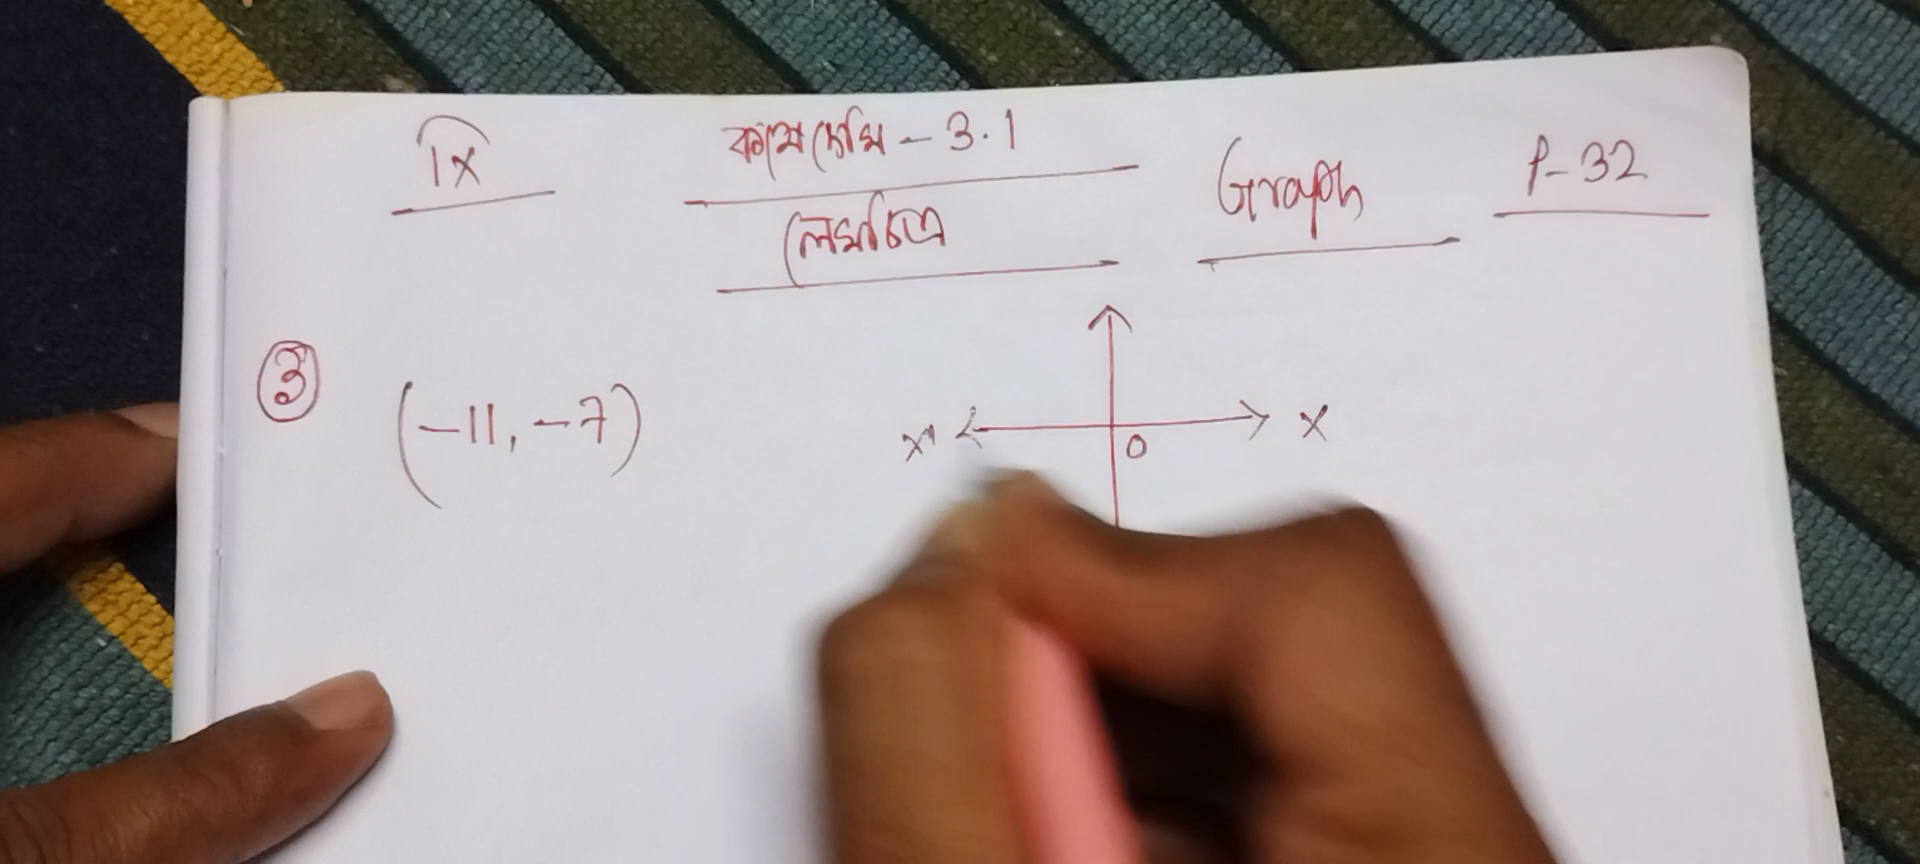 IX
কষে দেখি - 3.1
লেখচিত্র
Graph
P-32
3
(-11, -7)
X' O X